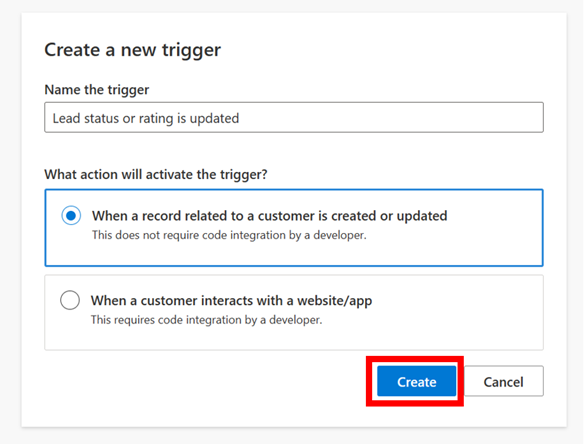 Create a new trigger
Name the trigger
Lead status or rating is updated
What action will activate the trigger?
When a record related to a customer is created or updated
This does not require code integration by a developer.
When a customer interacts with a website/app
This requires code integration by a developer.
Create Cancel